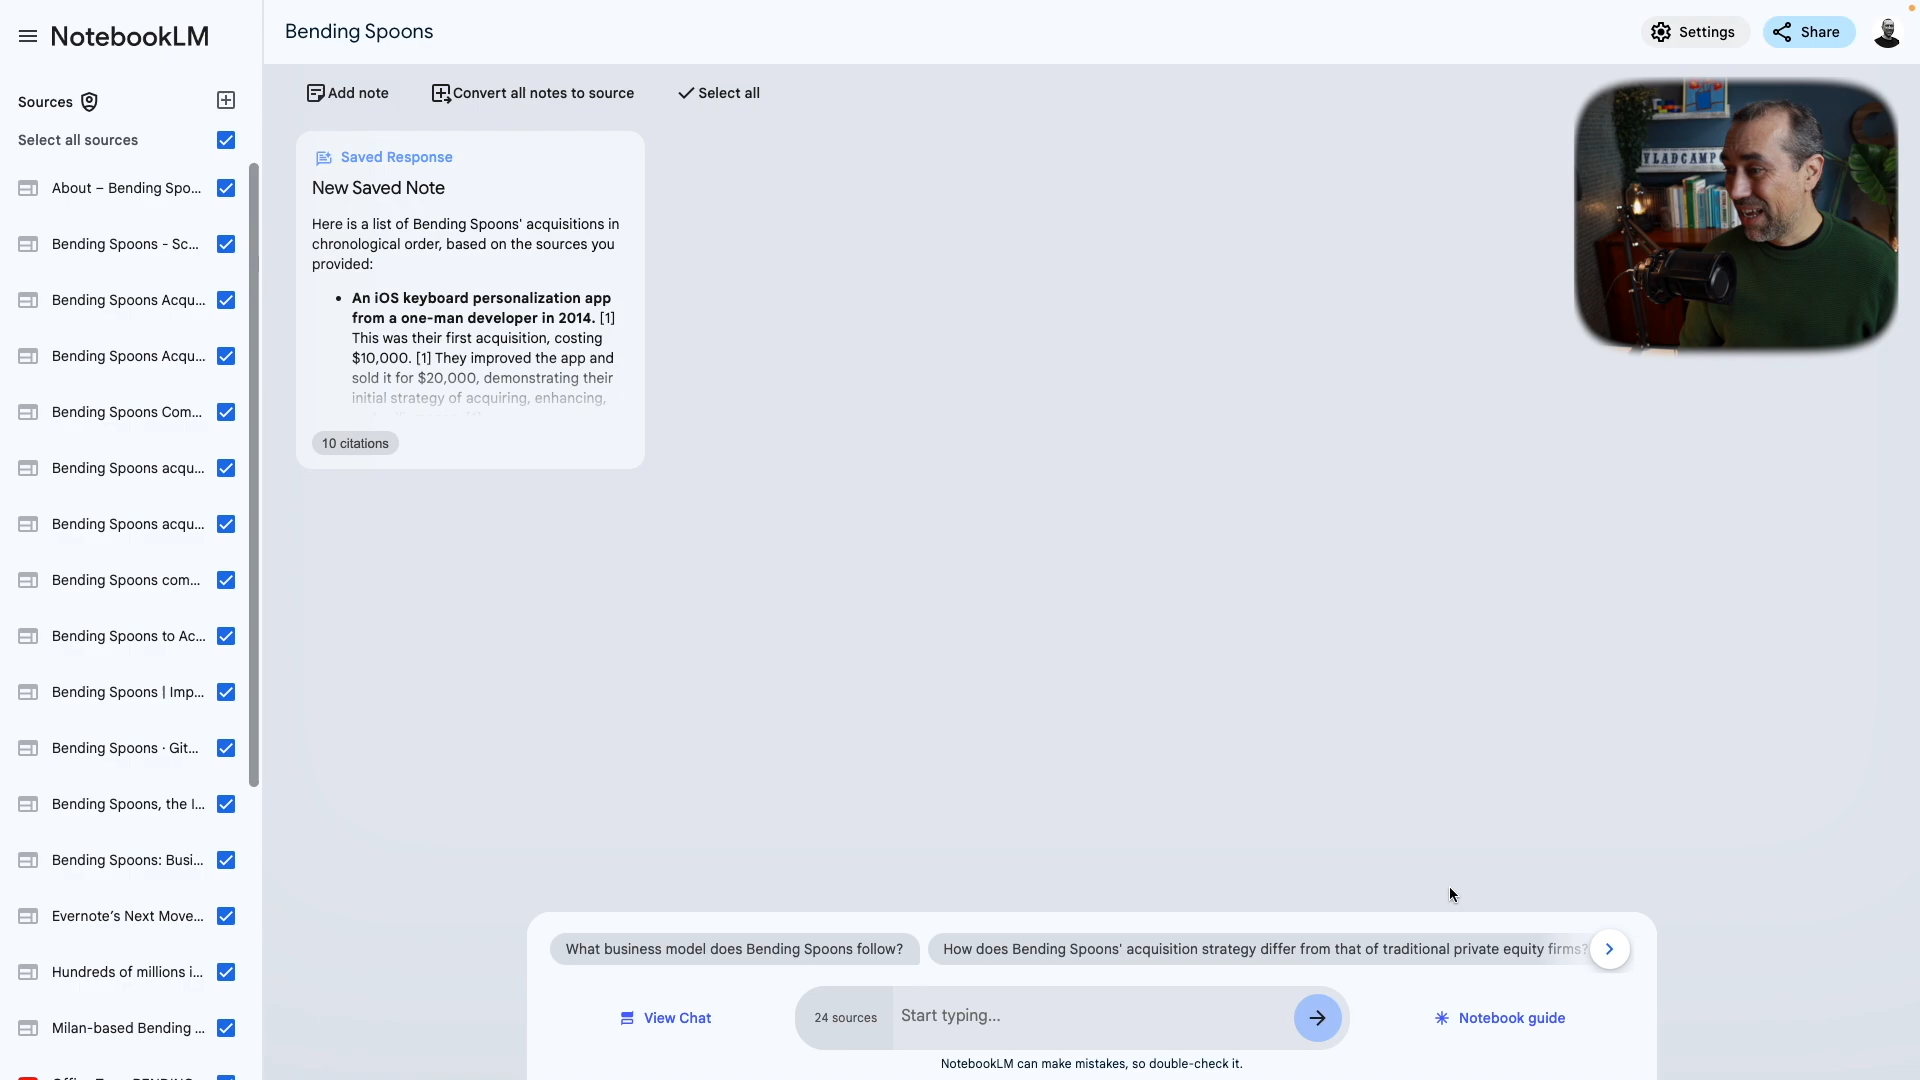 NotebookLM
Bending Spoons
Settings
Share
Sources
Select all sources
About – Bending Spo...
Bending Spoons - Sc...
Bending Spoons Acqu...
Bending Spoons Acqu...
Bending Spoons Com...
Bending Spoons acqu...
Bending Spoons acqu...
Bending Spoons com...
Bending Spoons to Ac...
Bending Spoons | Imp...
Bending Spoons · Git...
Bending Spoons, the I...
Bending Spoons: Busi...
Evernote’s Next Move...
Hundreds of millions i...
Milan-based Bending ...
Add note
Convert all notes to source
Select all
Saved Response
New Saved Note
Here is a list of Bending Spoons' acquisitions in
chronological order, based on the sources you
provided:
• An iOS keyboard personalization app
from a one-man developer in 2014. [1]
This was their first acquisition, costing
$10,000. [1] They improved the app and
sold it for $20,000, demonstrating their
initial strategy of acquiring, enhancing,
10 citations
VLADCAMP
What business model does Bending Spoons follow?
How does Bending Spoons' acquisition strategy differ from that of traditional private equity firms?
View Chat
24 sources
Start typing...
Notebook guide
NotebookLM can make mistakes, so double-check it.